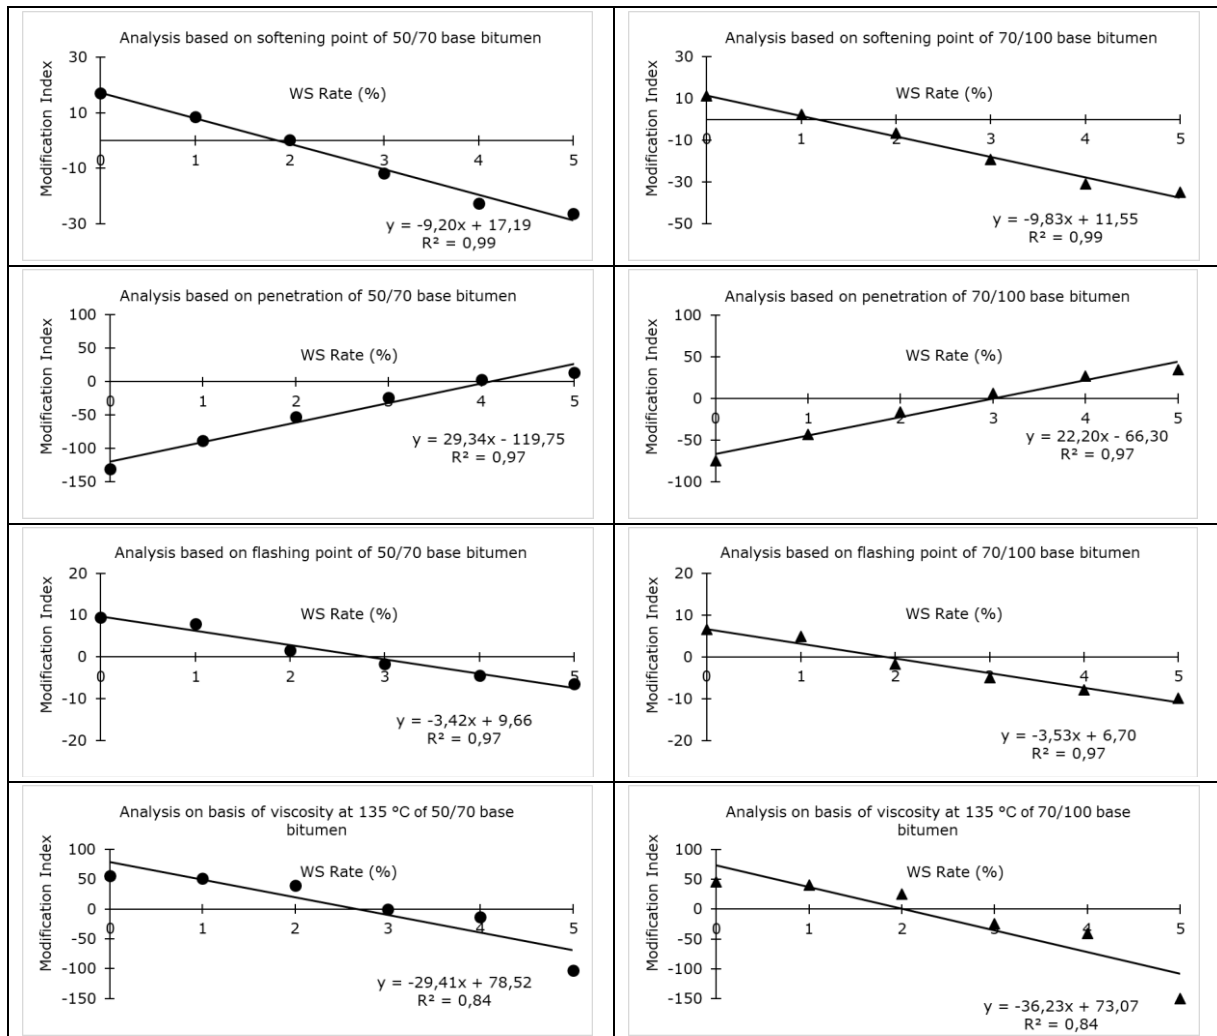 Analysis based on softening point of 50/70 base bitumen
Modification Index
WS Rate (%)
30
10
-10
-30
0 1 2 3 4 5
y = -9,20x + 17,19
R² = 0,99
Analysis based on softening point of 70/100 base bitumen
Modification Index
WS Rate (%)
30
10
-10
-30
-50
0 1 2 3 4 5
y = -9,83x + 11,55
R² = 0,99
Analysis based on penetration of 50/70 base bitumen
Modification Index
WS Rate (%)
100
50
0
-50
-100
-150
0 1 2 3 4 5
y = 29,34x - 119,75
R² = 0,97
Analysis based on penetration of 70/100 base bitumen
Modification Index
WS Rate (%)
100
50
0
-50
-100
0 1 2 3 4 5
y = 22,20x - 66,30
R² = 0,97
Analysis based on flashing point of 50/70 base bitumen
Modification Index
WS Rate (%)
20
10
0
-10
-20
0 1 2 3 4 5
y = -3,42x + 9,66
R² = 0,97
Analysis based on flashing point of 70/100 base bitumen
Modification Index
WS Rate (%)
20
10
0
-10
-20
0 1 2 3 4 5
y = -3,53x + 6,70
R² = 0,97
Analysis on basis of viscosity at 135 °C of 50/70 base
bitumen
Modification Index
WS Rate (%)
100
50
0
-50
-100
-150
0 1 2 3 4 5
y = -29,41x + 78,52
R² = 0,84
Analysis on basis of viscosity at 135 °C of 70/100 base
bitumen
Modification Index
WS Rate (%)
100
50
0
-50
-100
-150
0 1 2 3 4 5
y = -36,23x + 73,07
R² = 0,84